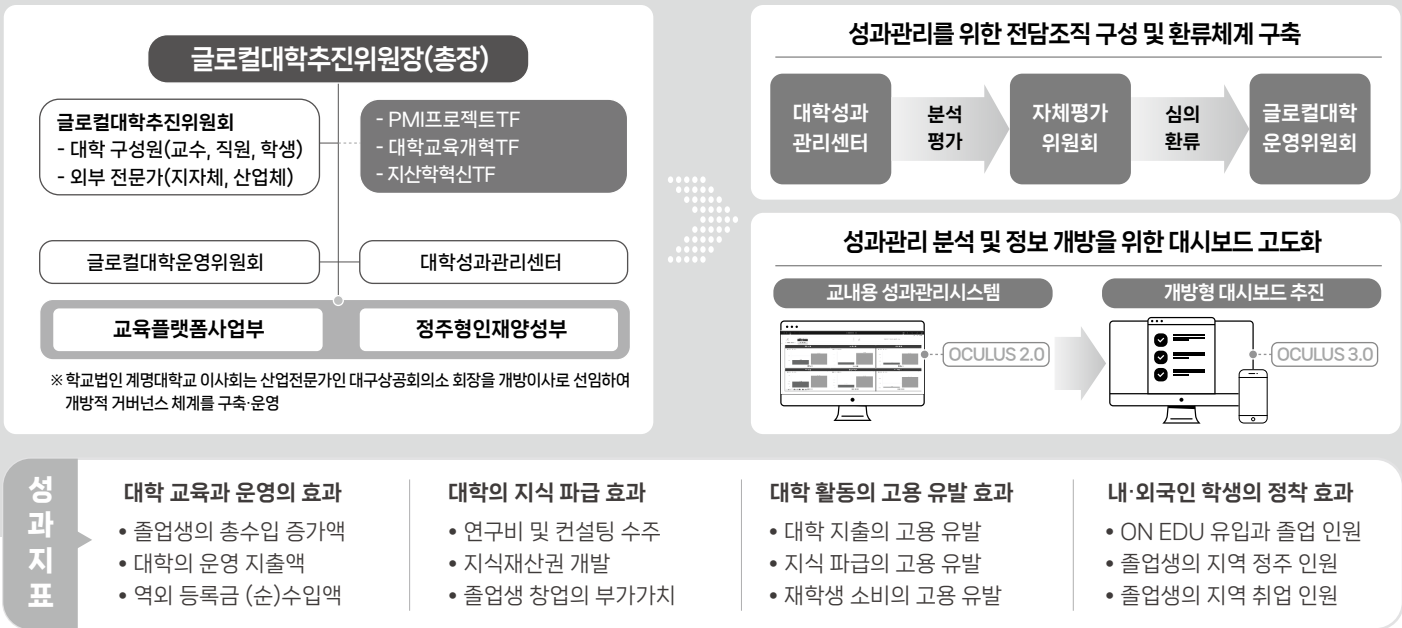 글로컬대학추진위원장(총장)
글로컬대학추진위원회
- 대학 구성원(교수, 직원, 학생)
- 외부 전문가(지자체, 산업체)
- PMI프로젝트TF
- 대학교육개혁TF
- 지산학혁신TF
글로컬대학운영위원회
대학성과관리센터
교육플랫폼사업부
정주형인재양성부
※ 학교법인 계명대학교 이사회는 산업전문가인 대구상공회의소 회장을 개방이사로 선임하여
개방적 거버넌스 체계를 구축·운영
성과관리를 위한 전담조직 구성 및 환류체계 구축
대학성과
관리센터
분석
평가
자체평가
위원회
심의
환류
글로컬대학
운영위원회
성과관리 분석 및 정보 개방을 위한 대시보드 고도화
교내용 성과관리시스템
OCULUS 2.0
개방형 대시보드 추진
OCULUS 3.0
성
과
지
표
대학 교육과 운영의 효과
• 졸업생의 총수입 증가액
• 대학의 운영 지출액
• 역외 등록금 (순)수입액
대학의 지식 파급 효과
• 연구비 및 컨설팅 수주
• 지식재산권 개발
• 졸업생 창업의 부가가치
대학 활동의 고용 유발 효과
• 대학 지출의 고용 유발
• 지식 파급의 고용 유발
• 재학생 소비의 고용 유발
내·외국인 학생의 정착 효과
• ON EDU 유입과 졸업 인원
• 졸업생의 지역 정주 인원
• 졸업생의 지역 취업 인원